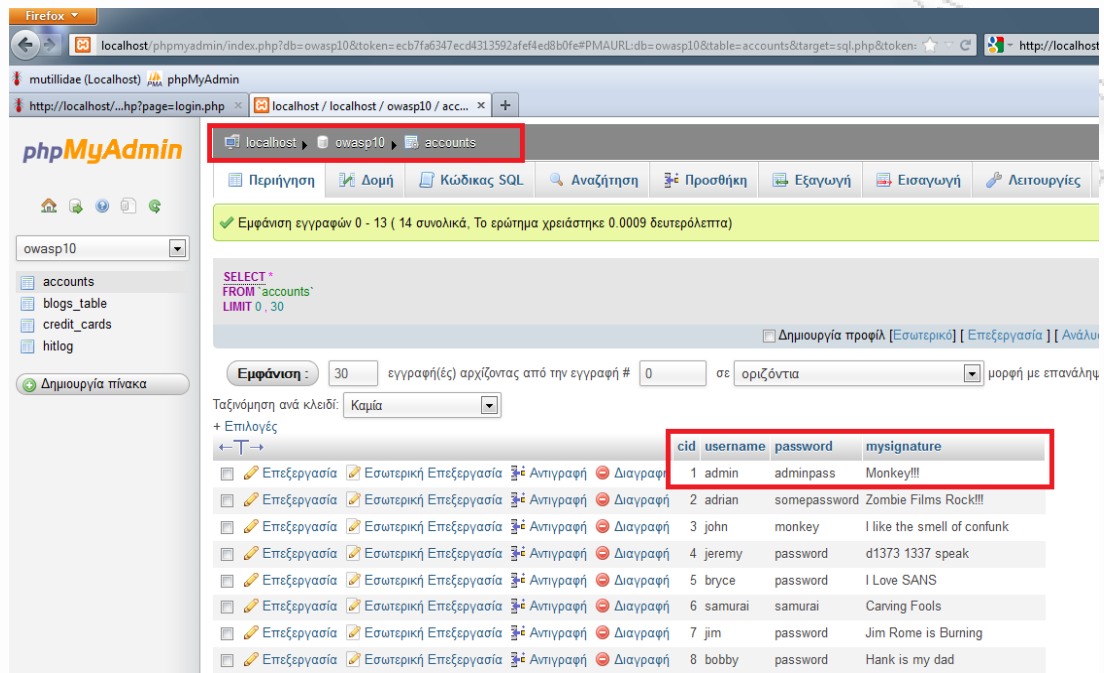 Firefox
localhost/phpmyadmin/index.php?db=owasp10&token=ecb7fa6347ecd4313592afef4ed8b0fe#PMAURL:db=owasp10&table=accounts&target=sql.php&token: http://localhost
mutillidae (Localhost) phpMyAdmin
http://localhost/...hp?page=login.php × localhost / localhost / owasp10 / acc... × +
phpMyAdmin
localhost ▸ owasp10 ▸ accounts
Περιήγηση Δομή Κώδικας SQL Αναζήτηση Προσθήκη Εξαγωγή Εισαγωγή Λειτουργίες
Εμφάνιση εγγραφών 0 - 13 ( 14 συνολικά, Το ερώτημα χρειάστηκε 0.0009 δευτερόλεπτα)
owasp10
accounts
blogs_table
credit_cards
hitlog
Δημιουργία πίνακα
SELECT *
FROM `accounts`
LIMIT 0 , 30
Δημιουργία προφίλ [Εσωτερικό] [ Επεξεργασία ] [ Ανάλυ
Εμφάνιση : 30 εγγραφή(ές) αρχίζοντας από την εγγραφή # 0 σε οριζόντια μορφή με επανάλη
Ταξινόμηση ανά κλειδί: Καμία
+ Επιλογές
←T→ cid username password mysignature
Επεξεργασία Εσωτερική Επεξεργασία Αντιγραφή Διαγραφή 1 admin adminpass Monkey!!!
Επεξεργασία Εσωτερική Επεξεργασία Αντιγραφή Διαγραφή 2 adrian somepassword Zombie Films Rock!!!
Επεξεργασία Εσωτερική Επεξεργασία Αντιγραφή Διαγραφή 3 john monkey I like the smell of confunk
Επεξεργασία Εσωτερική Επεξεργασία Αντιγραφή Διαγραφή 4 jeremy password d1373 1337 speak
Επεξεργασία Εσωτερική Επεξεργασία Αντιγραφή Διαγραφή 5 bryce password I Love SANS
Επεξεργασία Εσωτερική Επεξεργασία Αντιγραφή Διαγραφή 6 samurai samurai Carving Fools
Επεξεργασία Εσωτερική Επεξεργασία Αντιγραφή Διαγραφή 7 jim password Jim Rome is Burning
Επεξεργασία Εσωτερική Επεξεργασία Αντιγραφή Διαγραφή 8 bobby password Hank is my dad